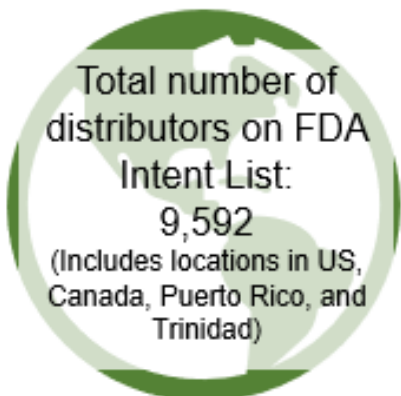 Total number of
distributors on FDA
Intent List:
9,592
(Includes locations in US,
Canada, Puerto Rico, and
Trinidad)